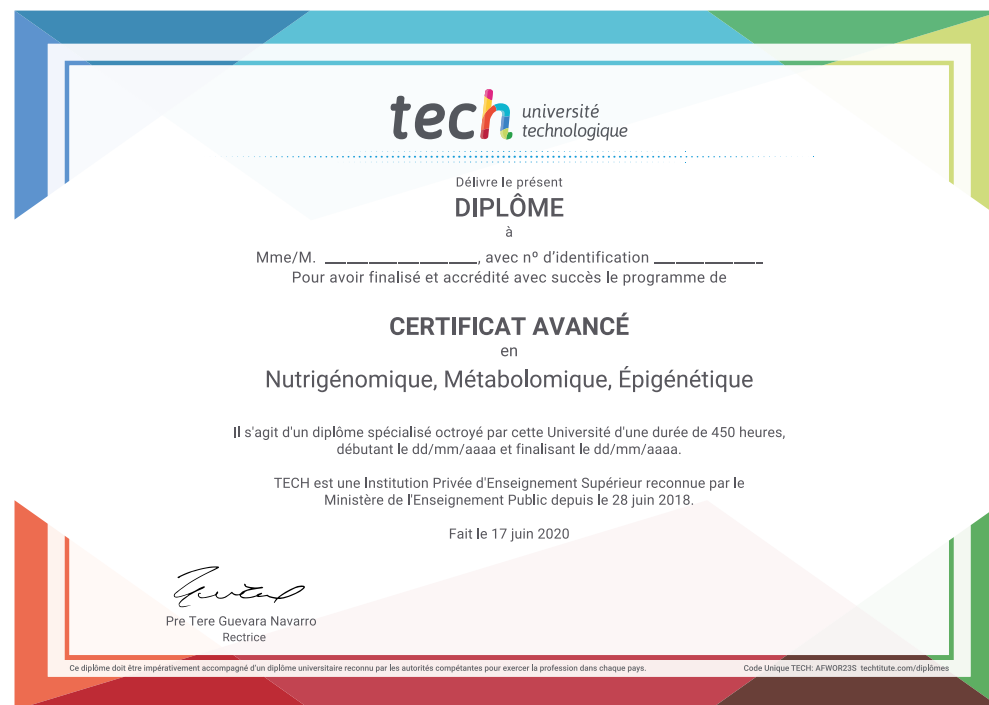 tech université
technologique
Délivre le présent
DIPLÔME
à
Mme/M. _________________, avec nº d'identification ____________
Pour avoir finalisé et accrédité avec succès le programme de
CERTIFICAT AVANCÉ
en
Nutrigénomique, Métabolomique, Épigénétique
Il s'agit d'un diplôme spécialisé octroyé par cette Université d'une durée de 450 heures,
débutant le dd/mm/aaaa et finalisant le dd/mm/aaaa.
TECH est une Institution Privée d'Enseignement Supérieur reconnue par le
Ministère de l'Enseignement Public depuis le 28 juin 2018.
Fait le 17 juin 2020
Pre Tere Guevara Navarro
Rectrice
Ce diplôme doit être impérativement accompagné d'un diplôme universitaire reconnu par les autorités compétantes pour exercer la profession dans chaque pays.
Code Unique TECH: AFWOR23S techtitute.com/diplômes